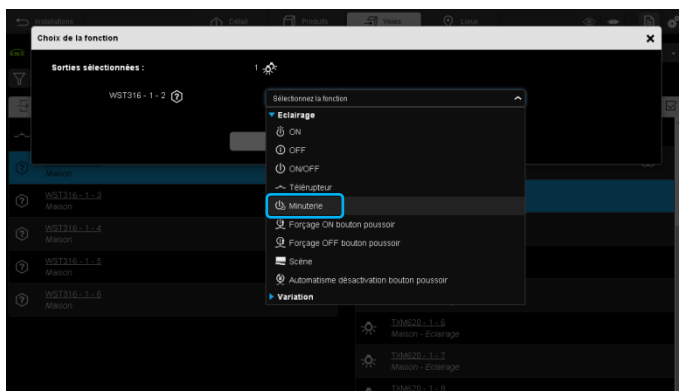 Installations Détail Produits Voies Lieux
Choix de la fonction
KNX
Sorties sélectionnées : 1
WST316 - 1 - 2
Sélectionnez la fonction
Eclairage
ON
OFF
ON/OFF
Télérupteur
Minuterie
Forçage ON bouton poussoir
Forçage OFF bouton poussoir
Scène
Automatisme désactivation bouton poussoir
Variation
Maison
WST316 - 1 - 3
Maison
WST316 - 1 - 4
Maison
WST316 - 1 - 5
Maison
WST316 - 1 - 6
Maison
TXM620 - 1 - 6
Maison - Eclairage
TXM620 - 1 - 7
Maison - Eclairage
TXM620 - 1 - 8